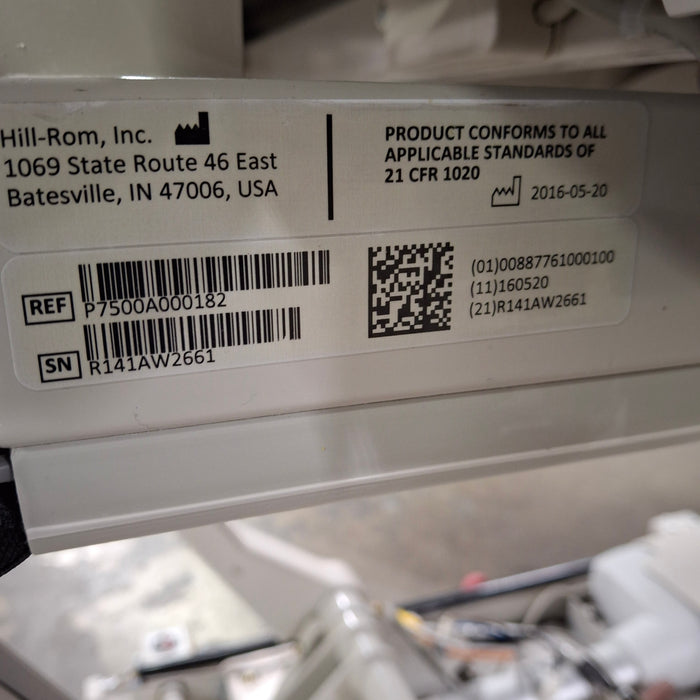 Hill-Rom, Inc.
1069 State Route 46 East
Batesville, IN 47006, USA
PRODUCT CONFORMS TO ALL
APPLICABLE STANDARDS OF
21 CFR 1020
2016-05-20
REF P7500A000182
SN R141AW2661
(01)00887761000100
(11)160520
(21)R141AW2661